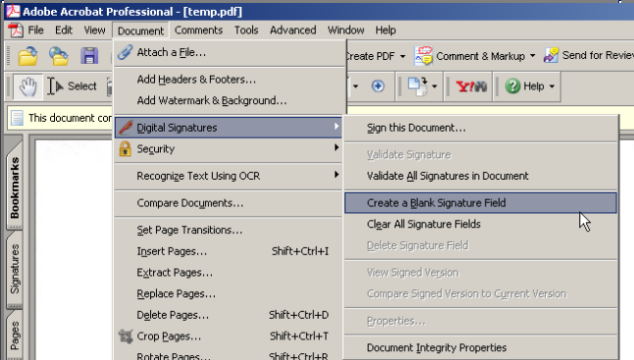 Adobe Acrobat Professional - [temp.pdf]
File Edit View Document Comments Tools Advanced Window Help
Create PDF Comment & Markup Send for Review
Select Y! Help
This document con
Attach a File...
Add Headers & Footers...
Add Watermark & Background...
Digital Signatures
Security
Recognize Text Using OCR
Compare Documents...
Set Page Transitions...
Insert Pages... Shift+Ctrl+I
Extract Pages...
Replace Pages...
Delete Pages... Shift+Ctrl+D
Crop Pages... Shift+Ctrl+T
Rotate Pages... Shift+Ctrl+R
Sign this Document...
Validate Signature
Validate All Signatures in Document
Create a Blank Signature Field
Clear All Signature Fields
Delete Signature Field
View Signed Version
Compare Signed Version to Current Version
Properties...
Document Integrity Properties
Bookmarks
Signatures
Pages